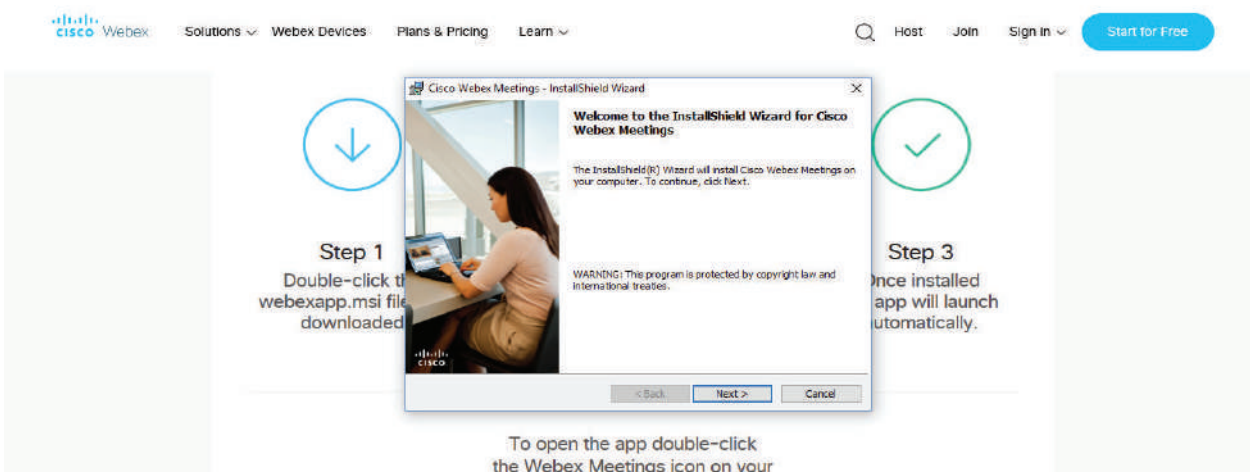 cisco Webex Solutions Webex Devices Plans & Pricing Learn Host Join Sign In Start for Free
Cisco Webex Meetings - InstallShield Wizard
Welcome to the InstallShield Wizard for Cisco
Webex Meetings
The InstallShield(R) Wizard will install Cisco Webex Meetings on
your computer. To continue, click Next.
WARNING: This program is protected by copyright law and
international treaties.
cisco
< Back Next > Cancel
Step 1
Double-click
webexapp.msi
downloaded
Step 3
installed
app will launch
automatically.
To open the app double-click
the Webex Meetings icon on your